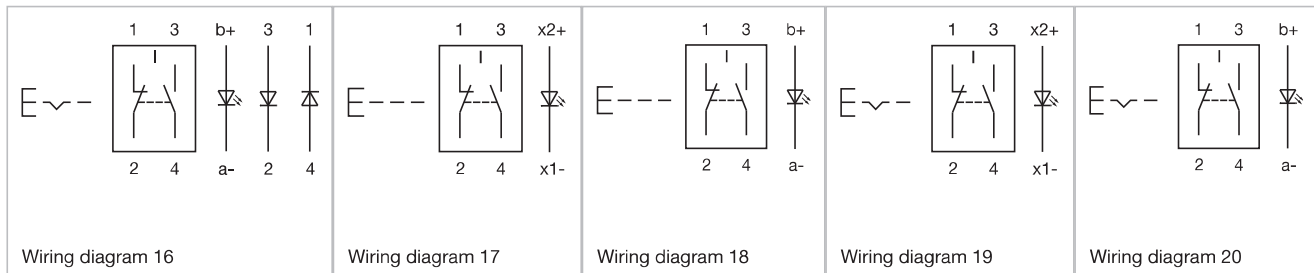 1 3 b+ 3 1
2 4 a- 2 4
Wiring diagram 16
1 3 x2+
2 4 x1-
Wiring diagram 17
1 3 b+
2 4 a-
Wiring diagram 18
1 3 x2+
2 4 x1-
Wiring diagram 19
1 3 b+
2 4 a-
Wiring diagram 20